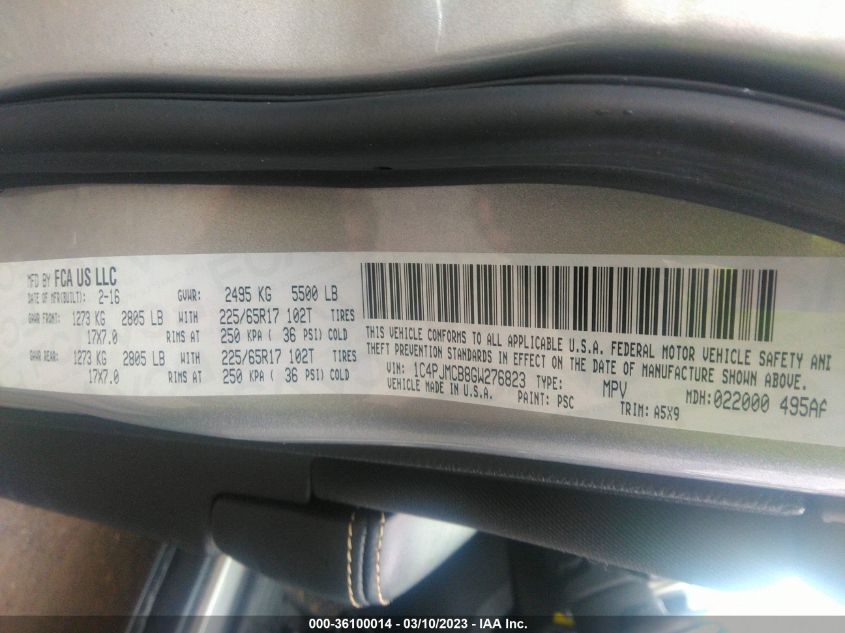 MFD BY FCA US LLC
DATE OF MFR(BUILT): 2-16 GVWR: 2495 KG 5500 LB
GAWR FRONT: 1273 KG 2805 LB WITH 225/65R17 102T TIRES
17X7.0 RIMS AT 250 KPA ( 36 PSI) COLD
GAWR REAR: 1273 KG 2805 LB WITH 225/65R17 102T TIRES
17X7.0 RIMS AT 250 KPA ( 36 PSI) COLD
THIS VEHICLE CONFORMS TO ALL APPLICABLE U.S.A. FEDERAL MOTOR VEHICLE SAFETY AND
THEFT PREVENTION STANDARDS IN EFFECT ON THE DATE OF MANUFACTURE SHOWN ABOVE.
VIN: 1C4PJMCB8GW276823 TYPE: MPV MDH:022000 495AF
VEHICLE MADE IN U.S.A. PAINT: PSC TRIM: A5X9
000-36100014 - 03/10/2023 - IAA Inc.